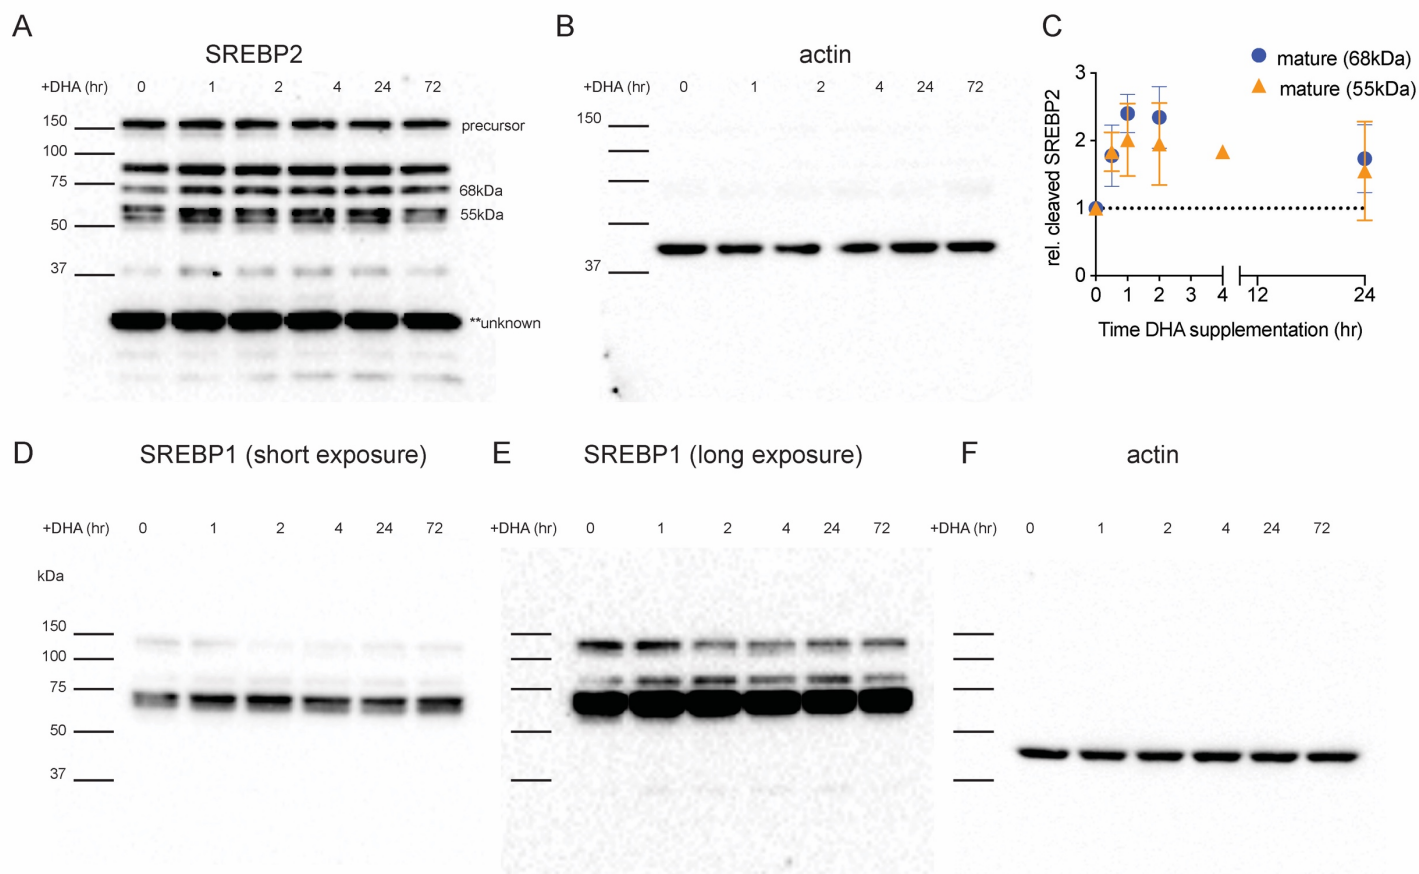 A
SREBP2
+DHA (hr) 0 1 2 4 24 72
150
100
75
50
37
precursor
68kDa
55kDa
**unknown
B
actin
+DHA (hr) 0 1 2 4 24 72
150
37
C
mature (68kDa)
mature (55kDa)
rel. cleaved SREBP2
3
2
1
0
0 1 2 3 4 12 24
Time DHA supplementation (hr)
D
SREBP1 (short exposure)
+DHA (hr) 0 1 2 4 24 72
kDa
150
100
75
50
37
E
SREBP1 (long exposure)
+DHA (hr) 0 1 2 4 24 72
F
actin
+DHA (hr) 0 1 2 4 24 72